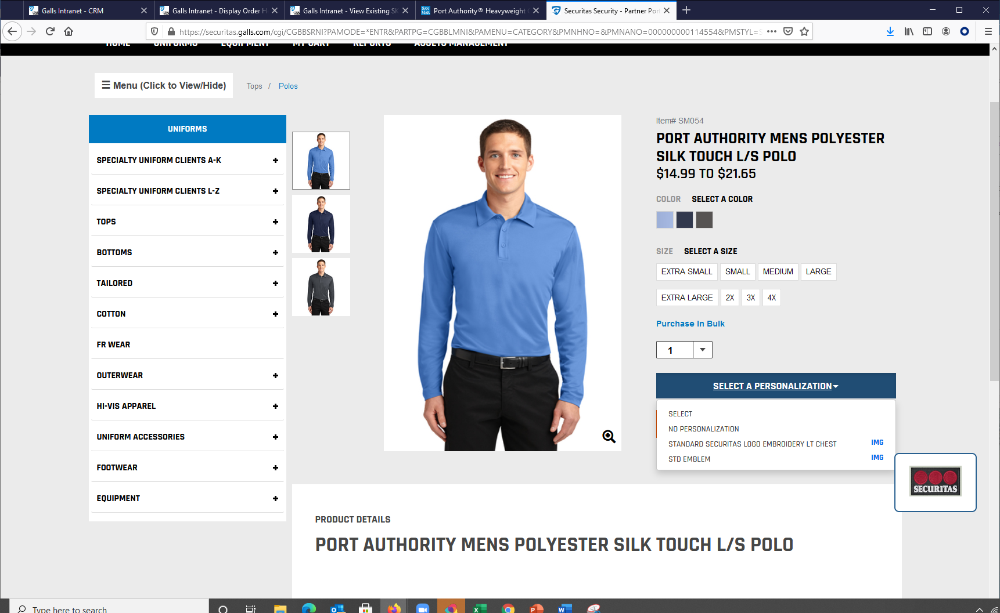 Galls Intranet - CRM
Galls Intranet - Display Order H
Galls Intranet - View Existing SK
SAN MAR
Port Authority® Heavyweight
Securitas Security - Partner Por
https://securitas.galls.com/cgi/CGBBSRNI?PAMODE=*ENTR&PARTPG=CGBBLMNI&PAMENU=CATEGORY&PMNHNO=&PMNANO=000000000114554&PMSTYL=S
HOME UNIFORMS EQUIPMENT MY CART REPORTS ASSETS MANAGEMENT
☰ Menu (Click to View/Hide)
Tops / Polos
UNIFORMS
SPECIALTY UNIFORM CLIENTS A-K +
SPECIALTY UNIFORM CLIENTS L-Z +
TOPS +
BOTTOMS +
TAILORED +
COTTON +
FR WEAR
OUTERWEAR +
HI-VIS APPAREL +
UNIFORM ACCESSORIES +
FOOTWEAR +
EQUIPMENT +
Item# SM054
PORT AUTHORITY MENS POLYESTER
SILK TOUCH L/S POLO
$14.99 TO $21.65
COLOR SELECT A COLOR
SIZE SELECT A SIZE
EXTRA SMALL SMALL MEDIUM LARGE
EXTRA LARGE 2X 3X 4X
Purchase In Bulk
1
SELECT A PERSONALIZATION
SELECT
NO PERSONALIZATION
STANDARD SECURITAS LOGO EMBROIDERY LT CHEST IMG
STD EMBLEM IMG
SECURITAS
PRODUCT DETAILS
PORT AUTHORITY MENS POLYESTER SILK TOUCH L/S POLO
Type here to search